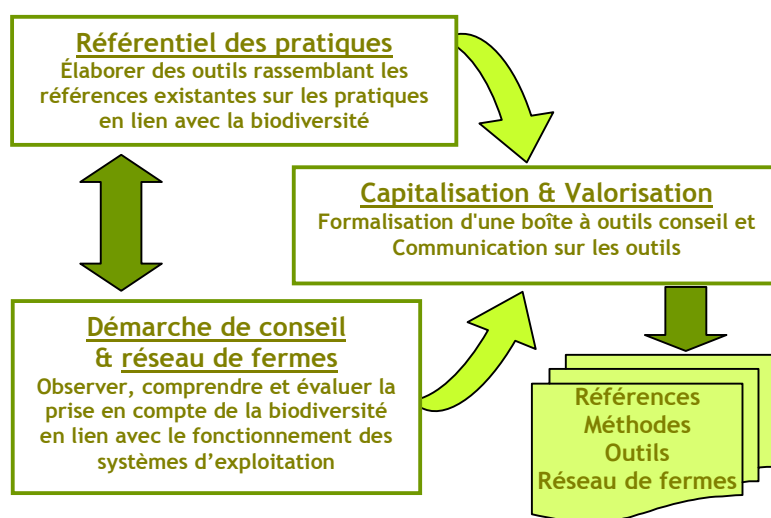 Référentiel des pratiques
Élaborer des outils rassemblant les
références existantes sur les pratiques
en lien avec la biodiversité
Capitalisation & Valorisation
Formalisation d'une boîte à outils conseil et
Communication sur les outils
Démarche de conseil
& réseau de fermes
Observer, comprendre et évaluer la
prise en compte de la biodiversité
en lien avec le fonctionnement des
systèmes d’exploitation
Références
Méthodes
Outils
Réseau de fermes